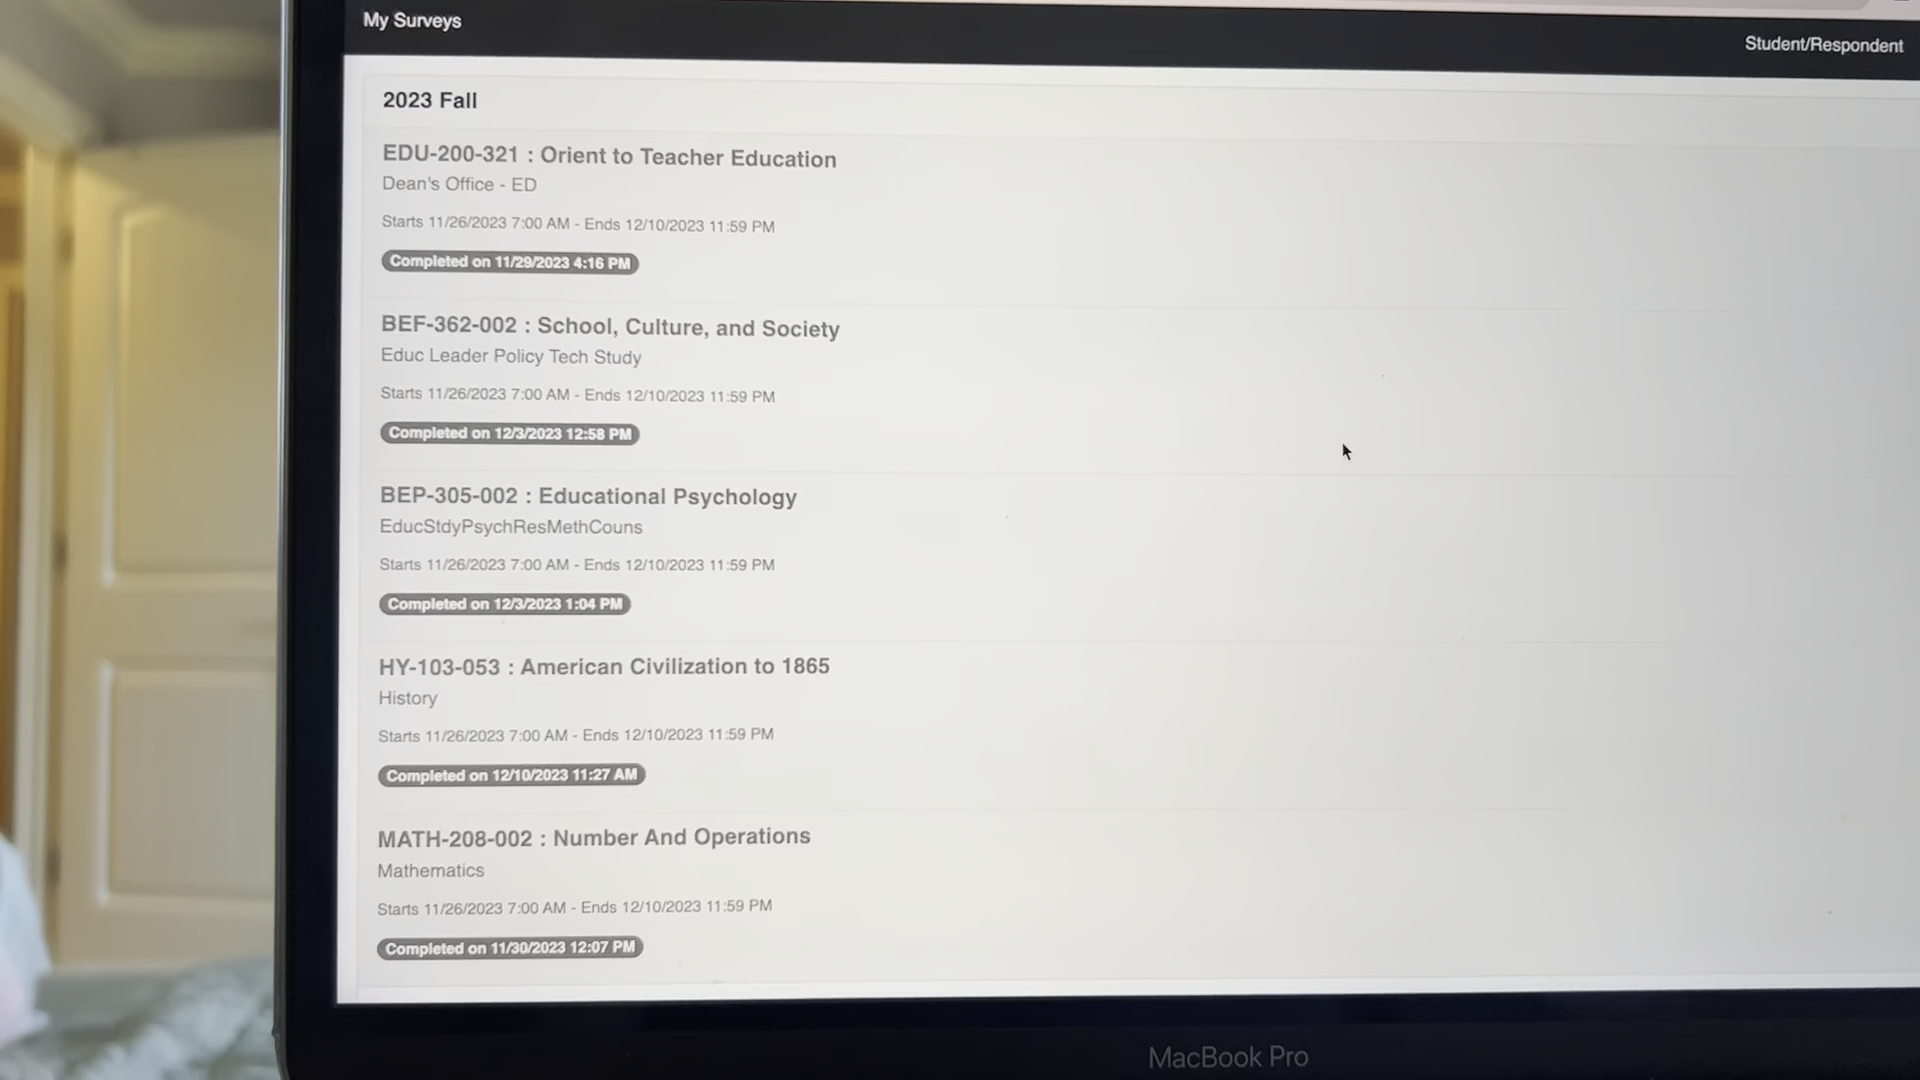 My Surveys
Student/Respondent
2023 Fall
EDU-200-321 : Orient to Teacher Education
Dean's Office - ED
Starts 11/26/2023 7:00 AM - Ends 12/10/2023 11:59 PM
Completed on 11/29/2023 4:16 PM
BEF-362-002 : School, Culture, and Society
Educ Leader Policy Tech Study
Starts 11/26/2023 7:00 AM - Ends 12/10/2023 11:59 PM
Completed on 12/3/2023 12:58 PM
BEP-305-002 : Educational Psychology
EducStdyPsychResMethCouns
Starts 11/26/2023 7:00 AM - Ends 12/10/2023 11:59 PM
Completed on 12/3/2023 1:04 PM
HY-103-053 : American Civilization to 1865
History
Starts 11/26/2023 7:00 AM - Ends 12/10/2023 11:59 PM
Completed on 12/10/2023 11:27 AM
MATH-208-002 : Number And Operations
Mathematics
Starts 11/26/2023 7:00 AM - Ends 12/10/2023 11:59 PM
Completed on 11/30/2023 12:07 PM
MacBook Pro